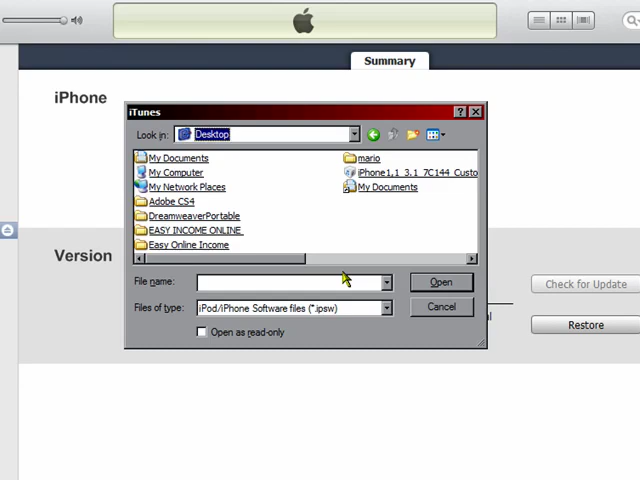 Summary
iPhone
iTunes
Look in:
Desktop
My Documents
My Computer
My Network Places
Adobe CS4
DreamweaverPortable
EASY INCOME ONLINE
Easy Online Income
mario
iPhone1,1_3.1_7C144_Custo
My Documents
File name:
Open
Files of type:
iPod/iPhone Software files (*.ipsw)
Cancel
Open as read-only
Version
Check for Update
Restore